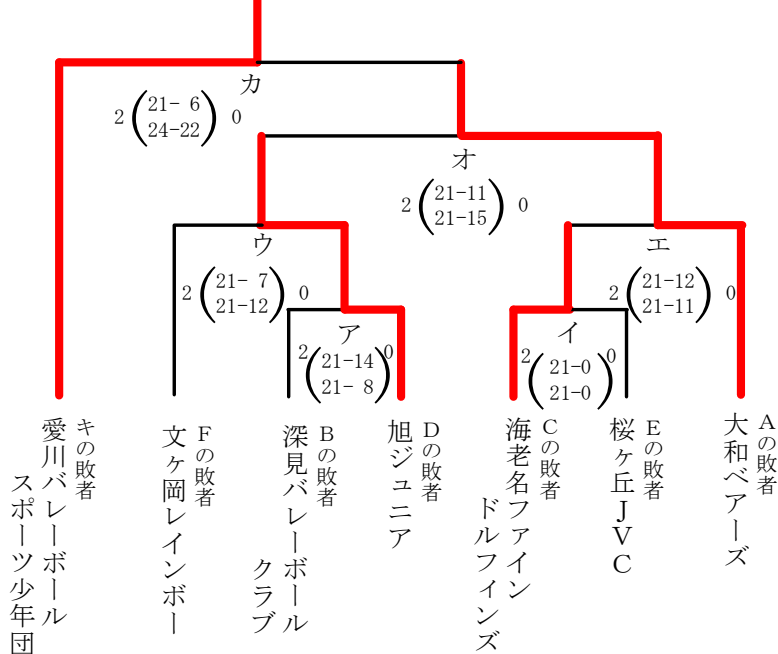 カ
2 (21- 6 24-22) 0
オ
2 (21-11 21-15) 0
ウ
2 (21- 7 21-12) 0
エ
2 (21-12 21-11) 0
ア
2 (21-14 21- 8) 0
イ
2 (21-0 21-0) 0
キの敗者
愛川バレーボール
スポーツ少年団
Fの敗者
文ヶ岡レインボー
Bの敗者
深見バレーボール
クラブ
Dの敗者
旭ジュニア
Cの敗者
海老名ファイン
ドルフィンズ
Eの敗者
桜ヶ丘JVC
Aの敗者
大和ベアーズ